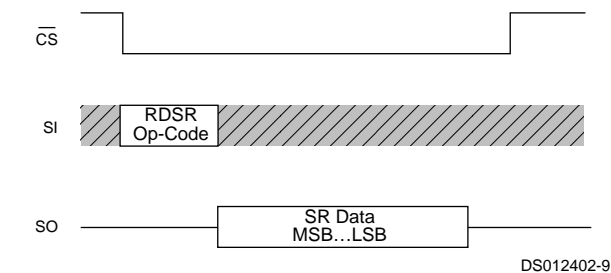 CS
RDSR
SI
Op-Code
SR Data
SO
MSB...LSB
DS012402-9